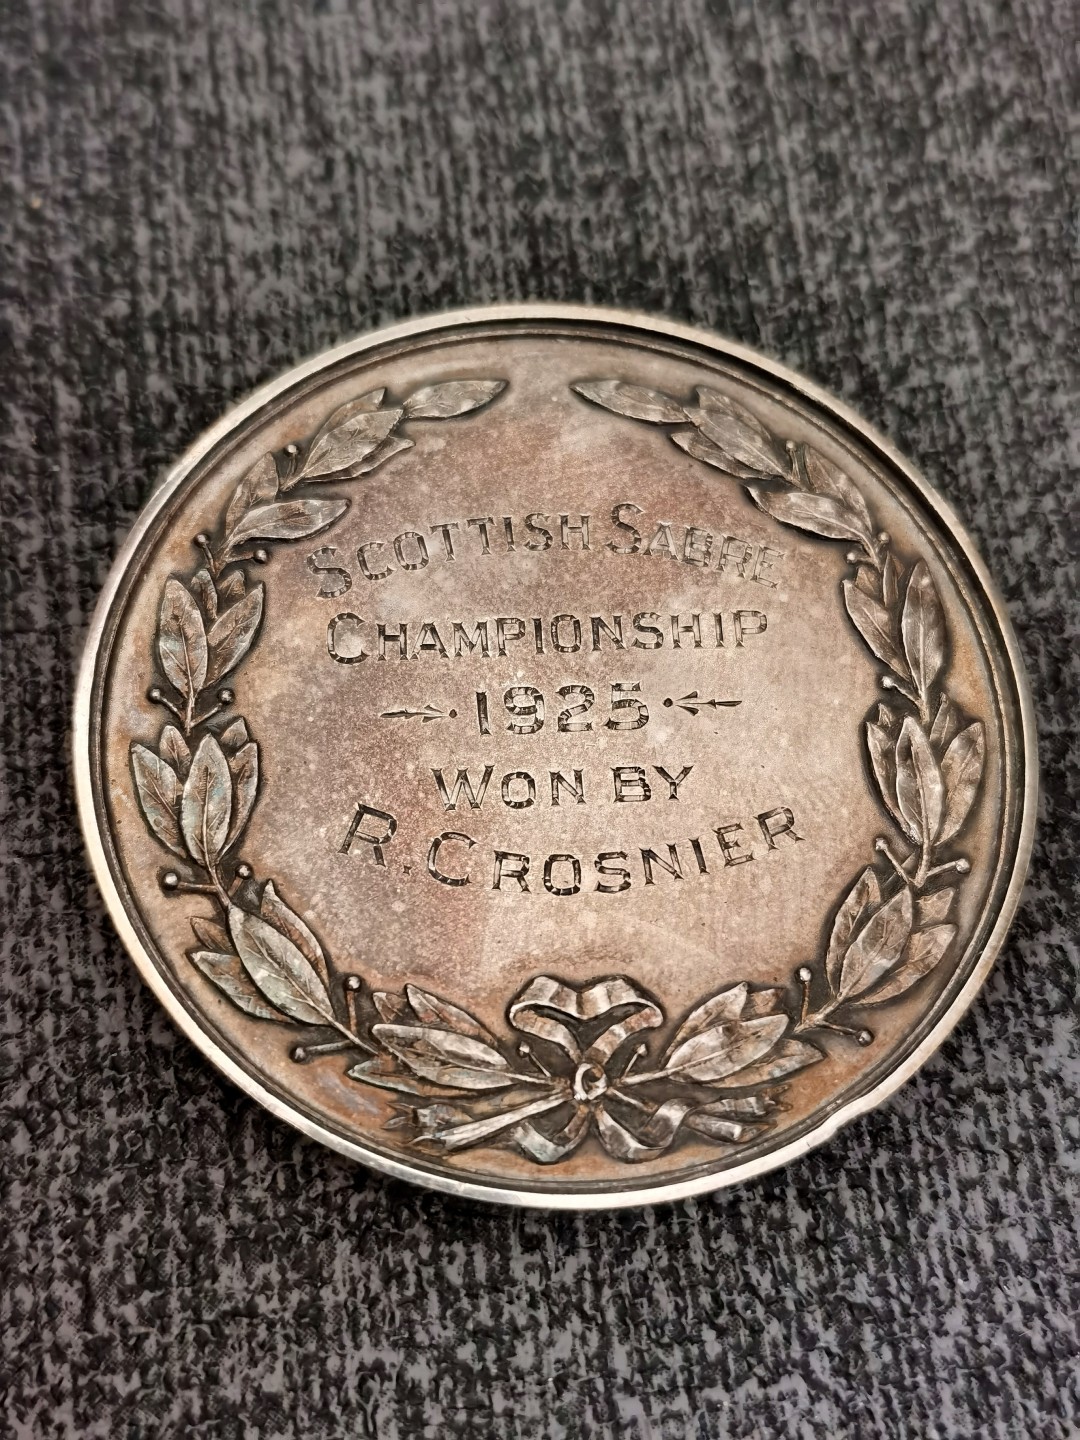 SCOTTISH SABRE
CHAMPIONSHIP
1925
WON BY
R. CROSNIER